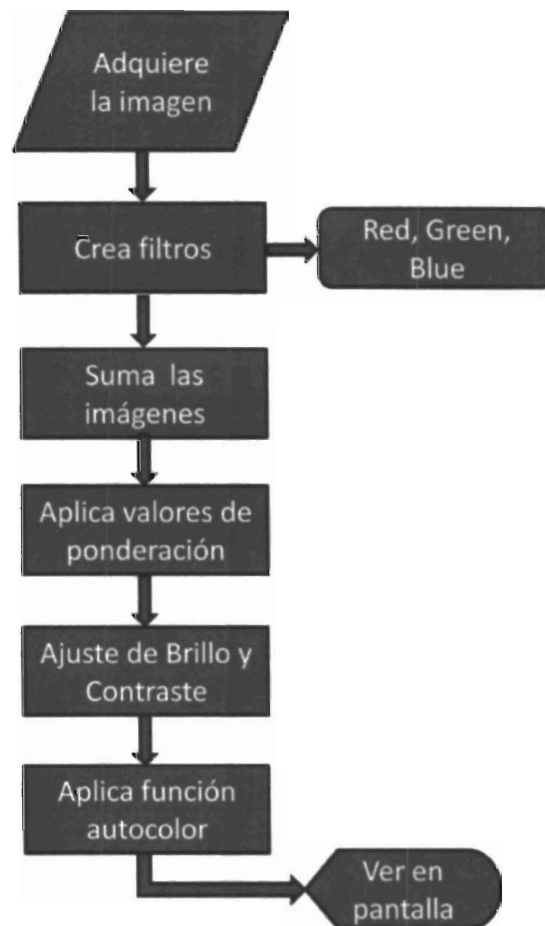 Adquiere
la imagen
Crea filtros
Red, Green,
Blue
Suma las
imágenes
Aplica valores de
ponderación
Ajuste de Brillo y
Contraste
Aplica función
autocolor
Ver en
pantalla